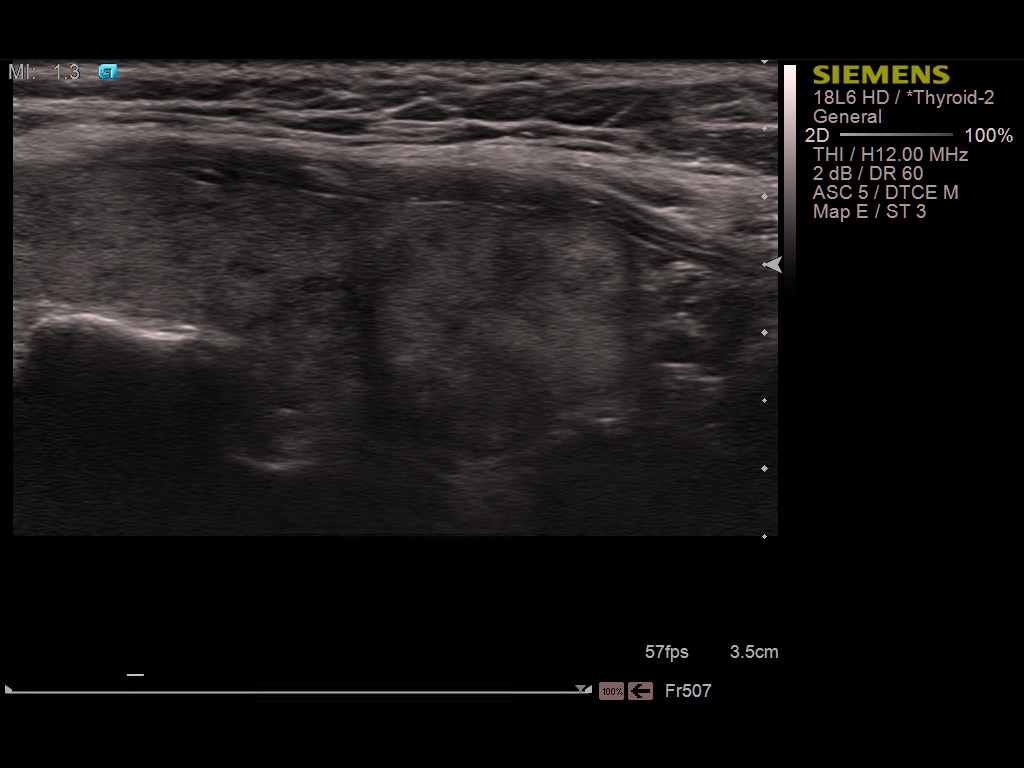 MI: 1.3
SIEMENS
18L6 HD / *Thyroid-2
General
2D 100%
THI / H12.00 MHz
2 dB / DR 60
ASC 5 / DTCE M
Map E / ST 3
57fps 3.5cm
100% Fr507